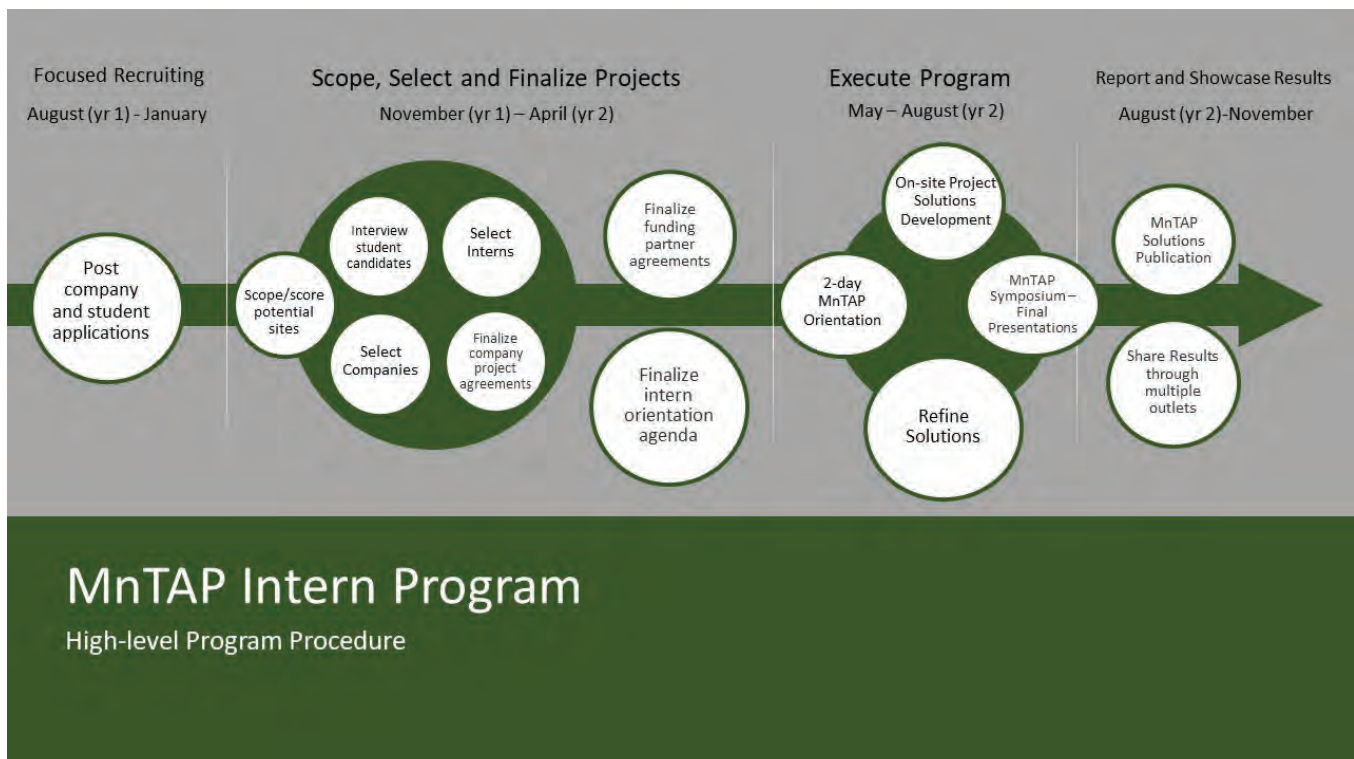 Focused Recruiting
August (yr 1) - January
Scope, Select and Finalize Projects
November (yr 1) – April (yr 2)
Execute Program
May – August (yr 2)
Report and Showcase Results
August (yr 2)-November
Post
company
and student
applications
Scope/score
potential
sites
Interview
student
candidates
Select
Interns
Select
Companies
Finalize
company
project
agreements
Finalize
funding
partner
agreements
Finalize
intern
orientation
agenda
2-day
MnTAP
Orientation
On-site Project
Solutions
Development
MnTAP
Symposium –
Final
Presentations
Refine
Solutions
MnTAP
Solutions
Publication
Share Results
through
multiple
outlets
MnTAP Intern Program
High-level Program Procedure